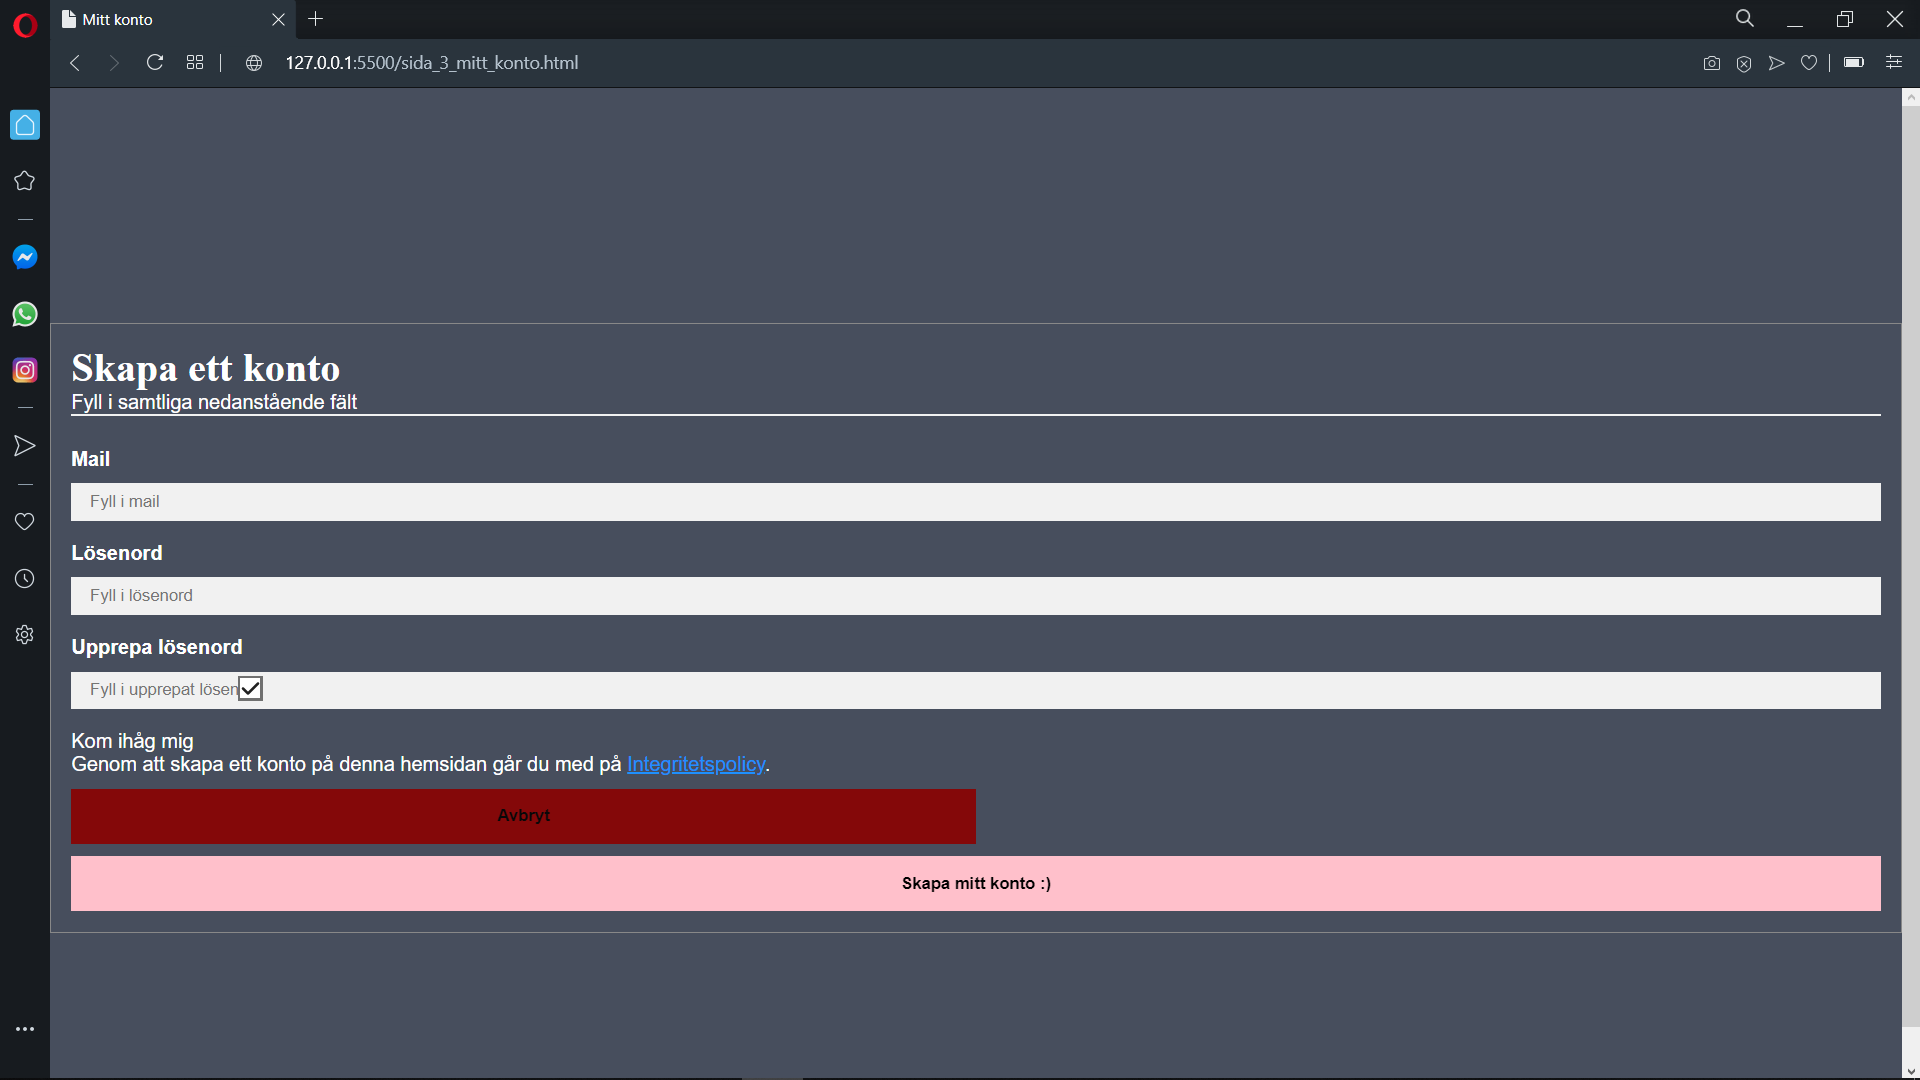 Mitt konto
127.0.0.1:5500/sida_3_mitt_konto.html
Skapa ett konto
Fyll i samtliga nedanstående fält
Mail
Fyll i mail
Lösenord
Fyll i lösenord
Upprepa lösenord
Fyll i upprepat lösen
Kom ihåg mig
Genom att skapa ett konto på denna hemsidan går du med på Integritetspolicy.
Avbryt
Skapa mitt konto :)